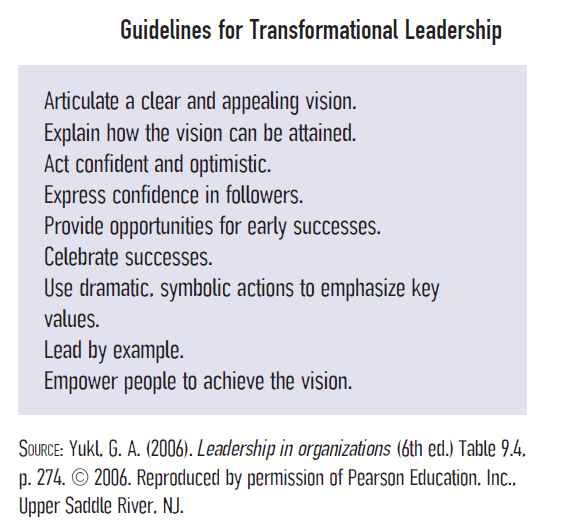 Guidelines for Transformational Leadership
Articulate a clear and appealing vision.
Explain how the vision can be attained.
Act confident and optimistic.
Express confidence in followers.
Provide opportunities for early successes.
Celebrate successes.
Use dramatic, symbolic actions to emphasize key
values.
Lead by example.
Empower people to achieve the vision.
SOURCE: Yukl, G. A. (2006). Leadership in organizations (6th ed.) Table 9.4,
p. 274. © 2006. Reproduced by permission of Pearson Education, Inc.,
Upper Saddle River, NJ.